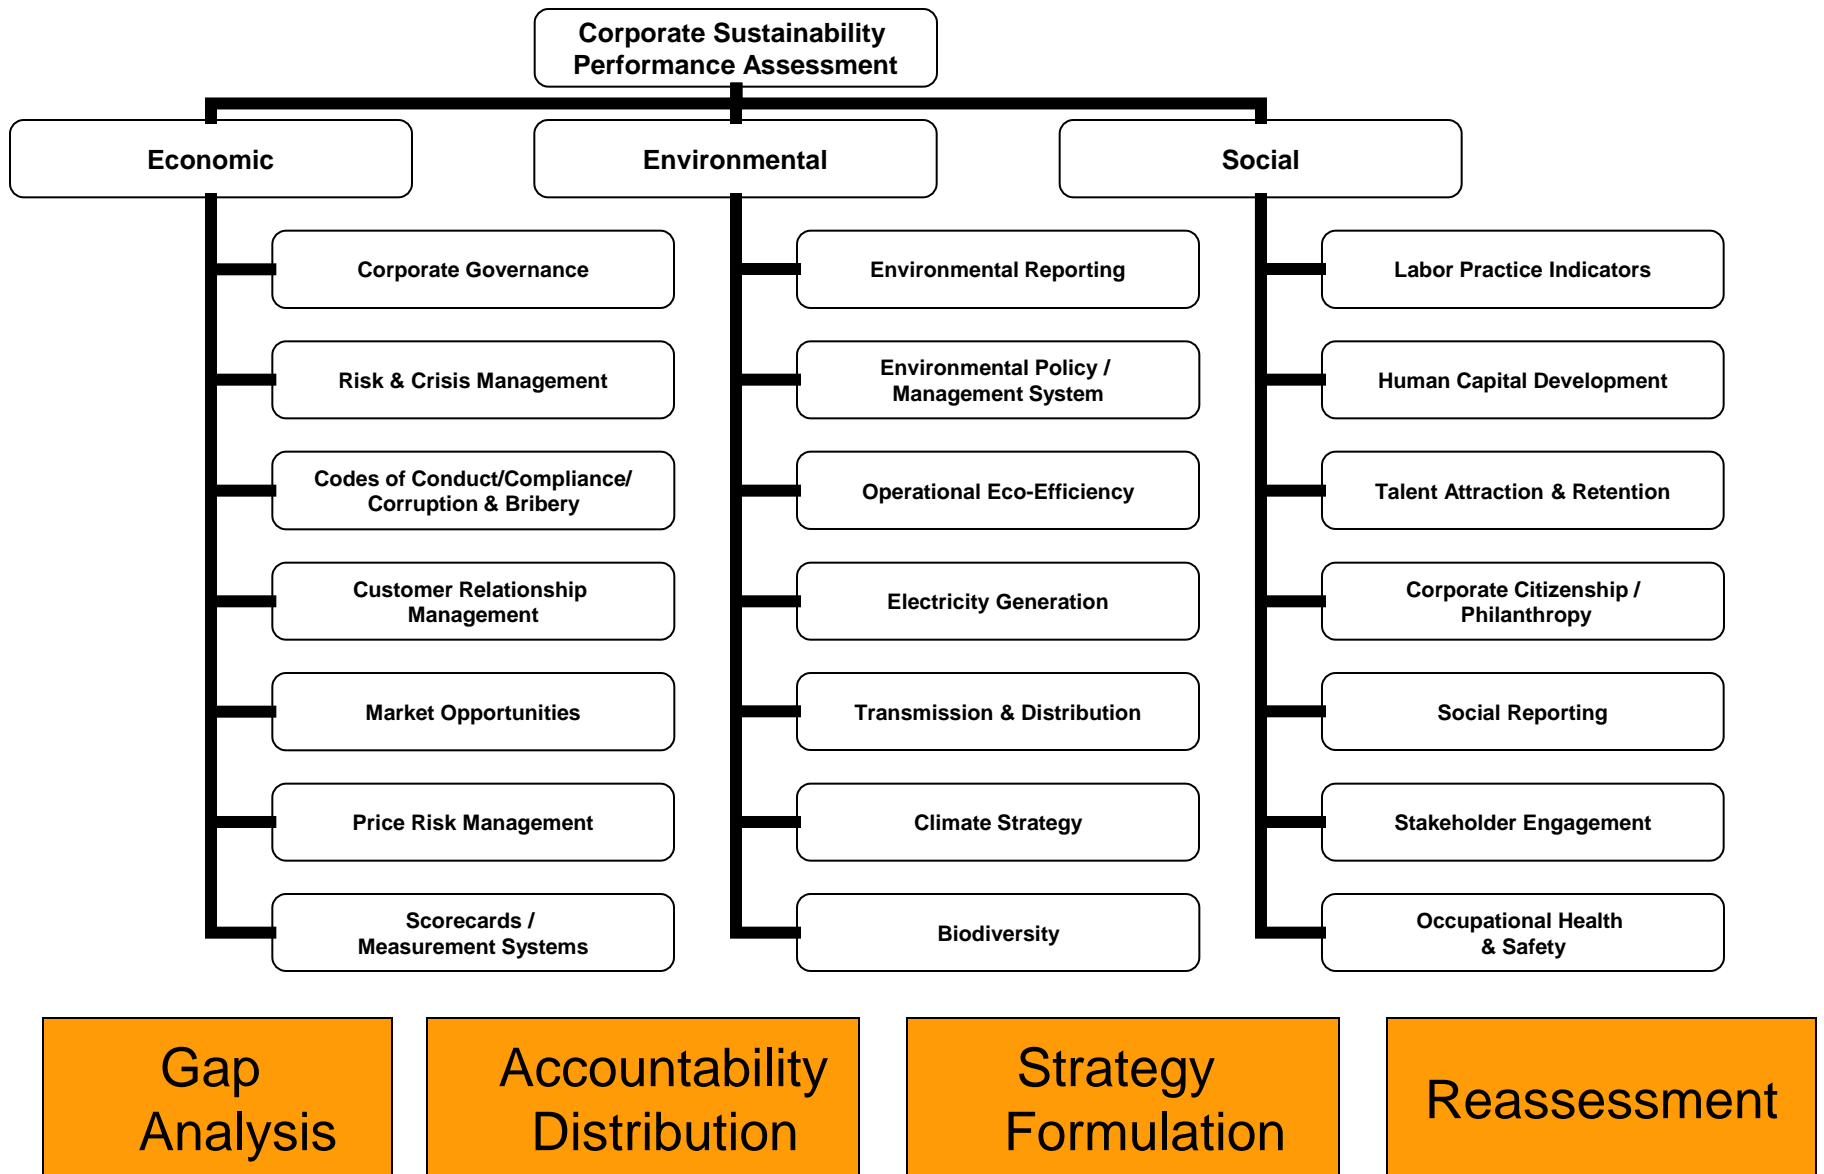 Corporate Sustainability
Performance Assessment
Economic
Environmental
Social
Corporate Governance
Risk & Crisis Management
Codes of Conduct/Compliance/
Corruption & Bribery
Customer Relationship
Management
Market Opportunities
Price Risk Management
Scorecards /
Measurement Systems
Environmental Reporting
Environmental Policy /
Management System
Operational Eco-Efficiency
Electricity Generation
Transmission & Distribution
Climate Strategy
Biodiversity
Labor Practice Indicators
Human Capital Development
Talent Attraction & Retention
Corporate Citizenship /
Philanthropy
Social Reporting
Stakeholder Engagement
Occupational Health
& Safety
Gap
Analysis
Accountability
Distribution
Strategy
Formulation
Reassessment